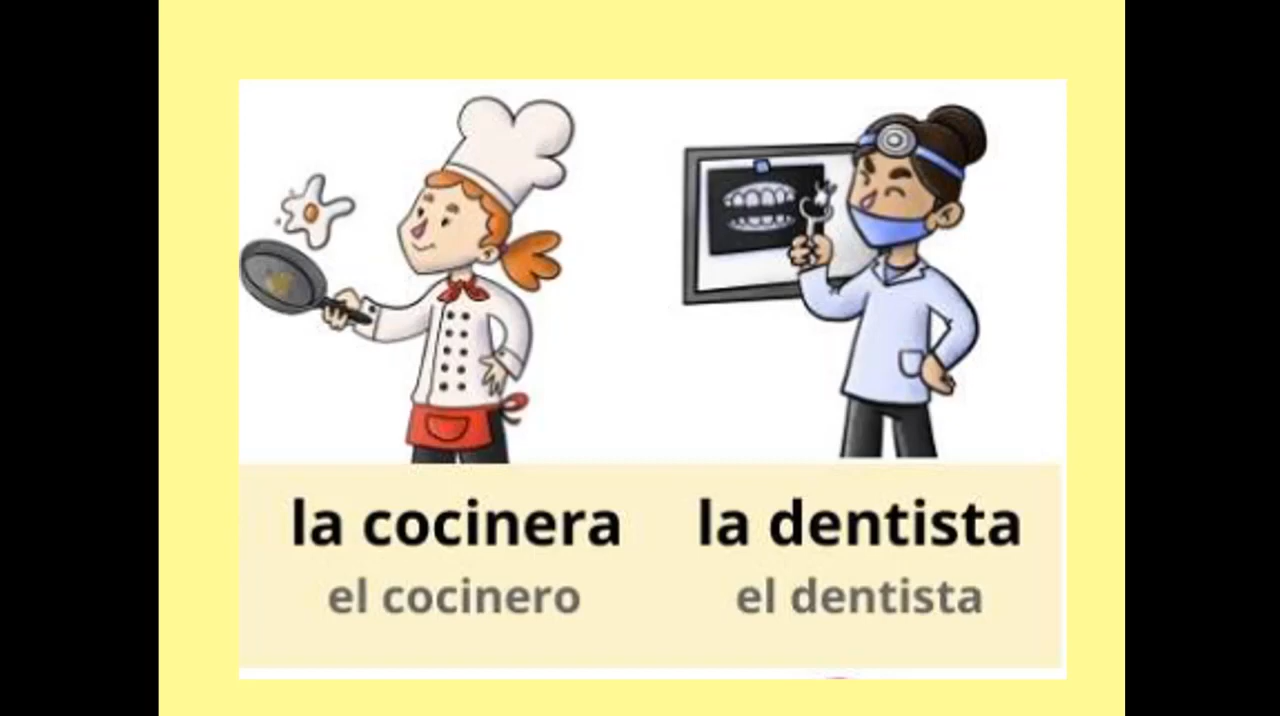 la cocinera
el cocinero
la dentista
el dentista